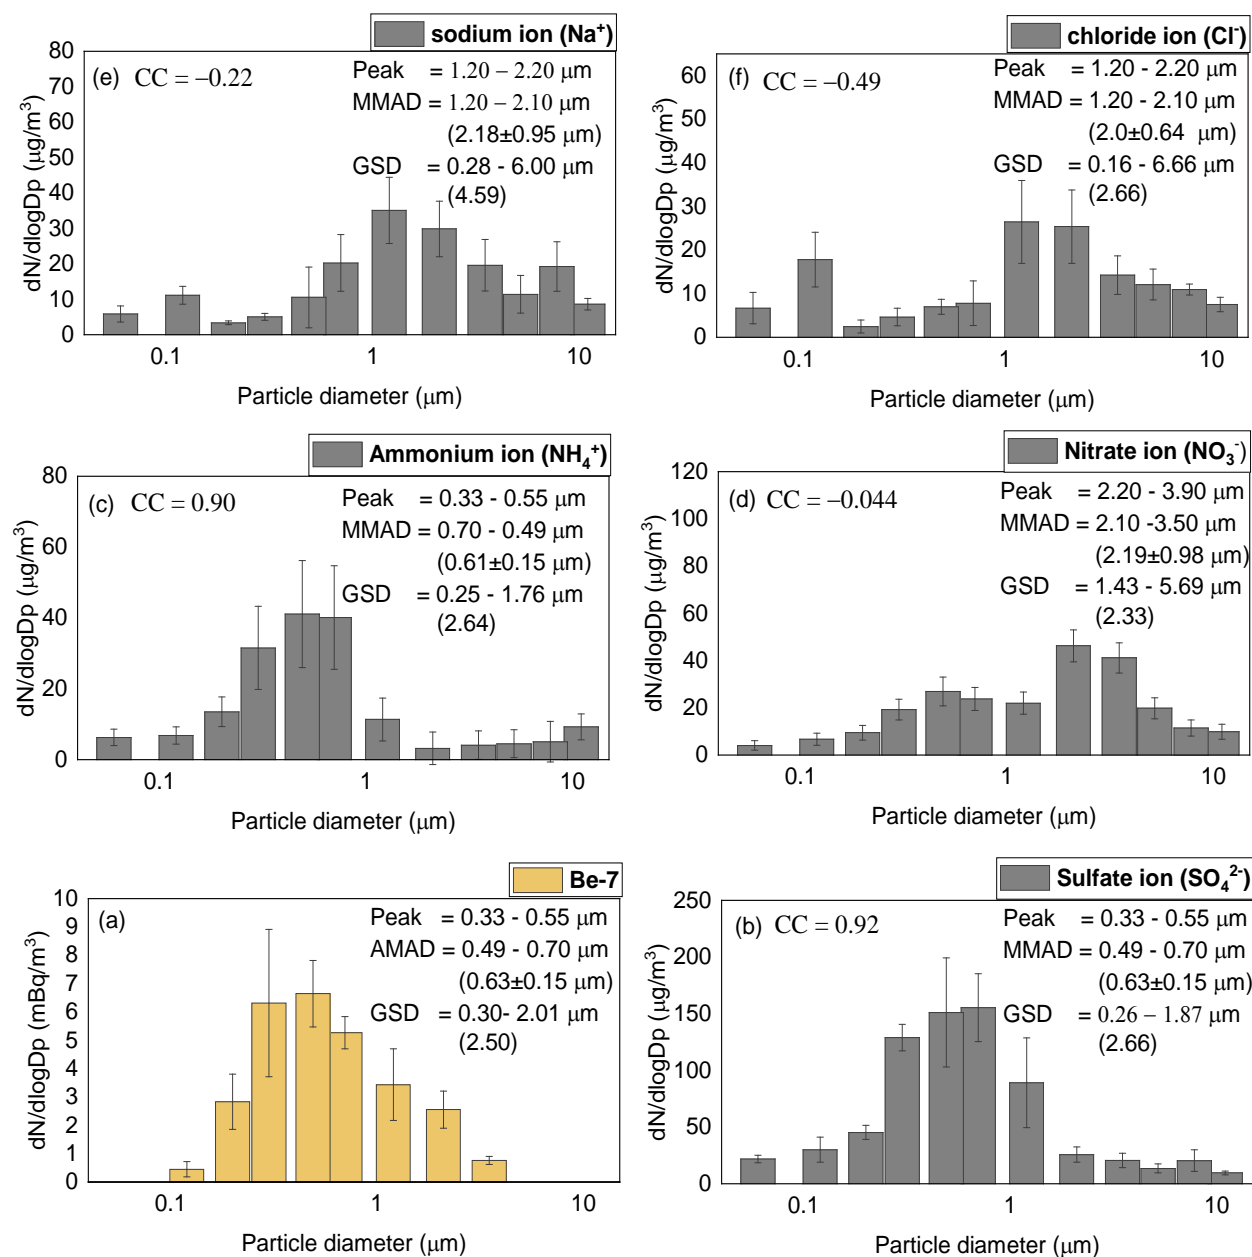 sodium ion (Na⁺)
(e) CC = −0.22
Peak = 1.20 – 2.20 μm
MMAD = 1.20 – 2.10 μm
(2.18±0.95 μm)
GSD = 0.28 - 6.00 μm
(4.59)
dN/dlogDp (μg/m³)
80
70
60
50
40
30
20
10
0
0.1 1 10
Particle diameter (μm)
chloride ion (Cl⁻)
(f) CC = −0.49
Peak = 1.20 - 2.20 μm
MMAD = 1.20 - 2.10 μm
(2.0±0.64 μm)
GSD = 0.16 - 6.66 μm
(2.66)
dN/dlogDp (μg/m³)
60
50
40
30
20
10
0
0.1 1 10
Particle diameter (μm)
Ammonium ion (NH₄⁺)
(c) CC = 0.90
Peak = 0.33 - 0.55 μm
MMAD = 0.70 - 0.49 μm
(0.61±0.15 μm)
GSD = 0.25 - 1.76 μm
(2.64)
dN/dlogDp (μg/m³)
80
60
40
20
0
0.1 1 10
Particle diameter (μm)
Nitrate ion (NO₃⁻)
(d) CC = −0.044
Peak = 2.20 - 3.90 μm
MMAD = 2.10 -3.50 μm
(2.19±0.98 μm)
GSD = 1.43 - 5.69 μm
(2.33)
dN/dlogDp (μg/m³)
120
100
80
60
40
20
0
0.1 1 10
Particle diameter (μm)
Be-7
(a)
Peak = 0.33 - 0.55 μm
AMAD = 0.49 - 0.70 μm
(0.63±0.15 μm)
GSD = 0.30- 2.01 μm
(2.50)
dN/dlogDp (mBq/m³)
10
9
8
7
6
5
4
3
2
1
0
0.1 1 10
Particle diameter (μm)
Sulfate ion (SO₄²⁻)
(b) CC = 0.92
Peak = 0.33 - 0.55 μm
MMAD = 0.49 - 0.70 μm
(0.63±0.15 μm)
GSD = 0.26 – 1.87 μm
(2.66)
dN/dlogDp (μg/m³)
250
200
150
100
50
0
0.1 1 10
Particle diameter (μm)